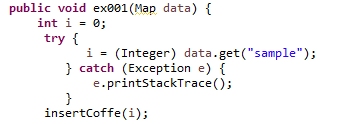 public void ex001(Map data) {
int i = 0;
try {
i = (Integer) data.get("sample");
} catch (Exception e) {
e.printStackTrace();
}
insertCoffe(i);